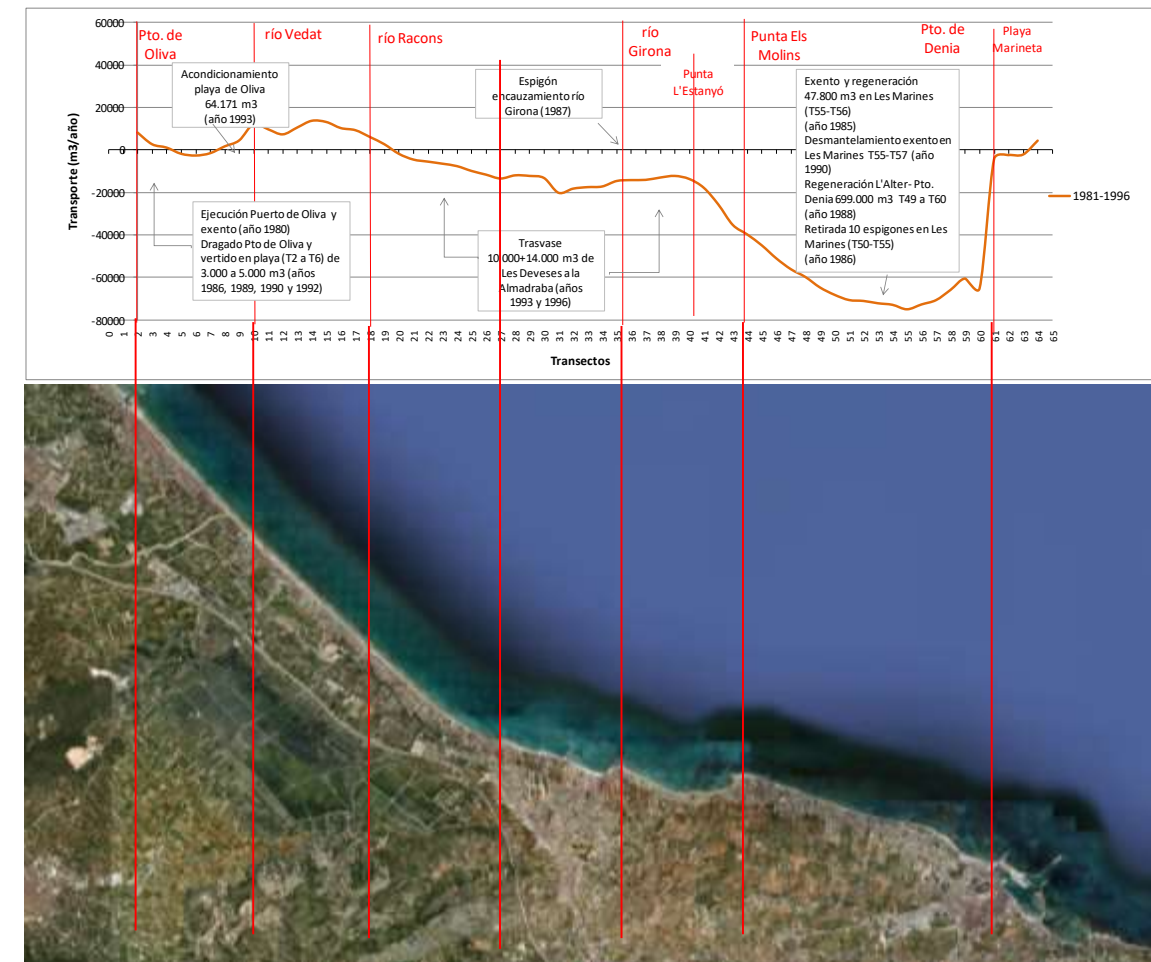 60000
40000
20000
0
-20000
-40000
-60000
-80000
Transporte (m3/año)
Pto. de
Oliva
río Vedat
río Racons
río
Girona
Punta
L'Estanyó
Punta Els
Molins
Pto. de
Denia
Playa
Marineta
Acondicionamiento
playa de Oliva
64.171 m3
(año 1993)
Espigón
encauzamiento río
Girona (1987)
Exento y regeneración
47.800 m3 en Les Marines
(T55-T56)
(año 1985)
Desmantelamiento exento en
Les Marines T55-T57 (año
1990)
Regeneración L'Alter- Pto.
Denia 699.000 m3 T49 a T60
(año 1988)
Retirada 10 espigones en Les
Marines (T50-T55)
(año 1986)
Ejecución Puerto de Oliva y
exento (año 1980)
Dragado Pto de Oliva y
vertido en playa (T2 a T6) de
3.000 a 5.000 m3 (años
1986, 1989, 1990 y 1992)
Trasvase
10.000+14.000 m3 de
Les Deveses a la
Almadraba (años
1993 y 1996)
1981-1996
0 1 2 3 4 5 6 7 8 9 10 11 12 13 14 15 16 17 18 19 20 21 22 23 24 25 26 27 28 29 30 31 32 33 34 35 36 37 38 39 40 41 42 43 44 45 46 47 48 49 50 51 52 53 54 55 56 57 58 59 60 61 62 63 64 65
Transectos